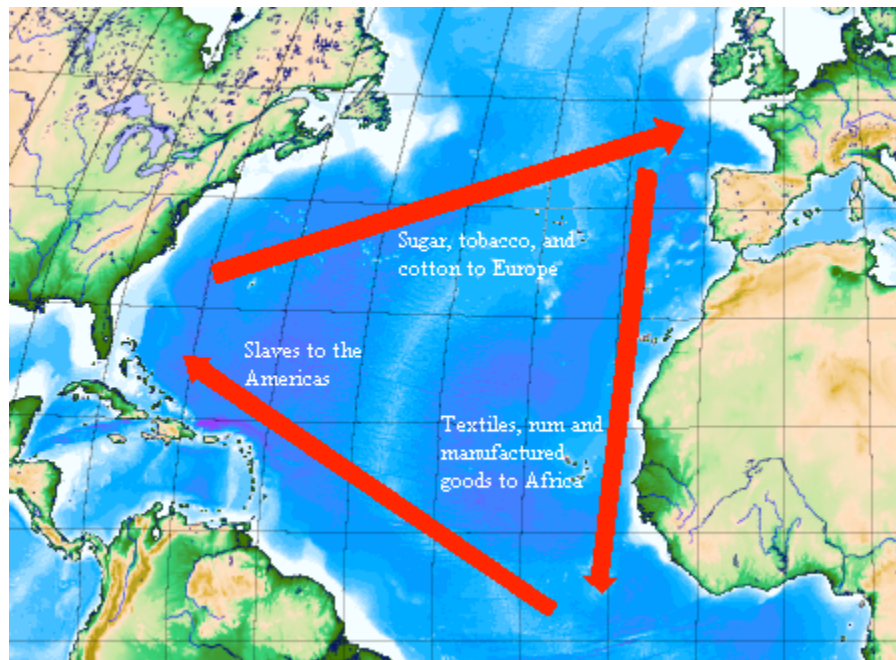 Sugar, tobacco, and
cotton to Europe
Slaves to the
Americas
Textiles, rum and
manufactured
goods to Africa